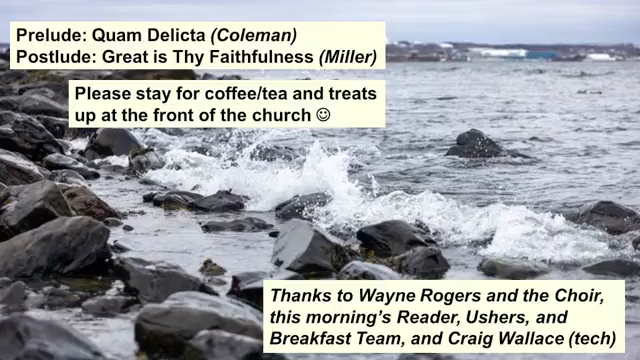 Prelude: Quam Delicta (Coleman)
Postlude: Great is Thy Faithfulness (Miller)
Please stay for coffee/tea and treats
up at the front of the church ☺
Thanks to Wayne Rogers and the Choir,
this morning's Reader, Ushers, and
Breakfast Team, and Craig Wallace (tech)